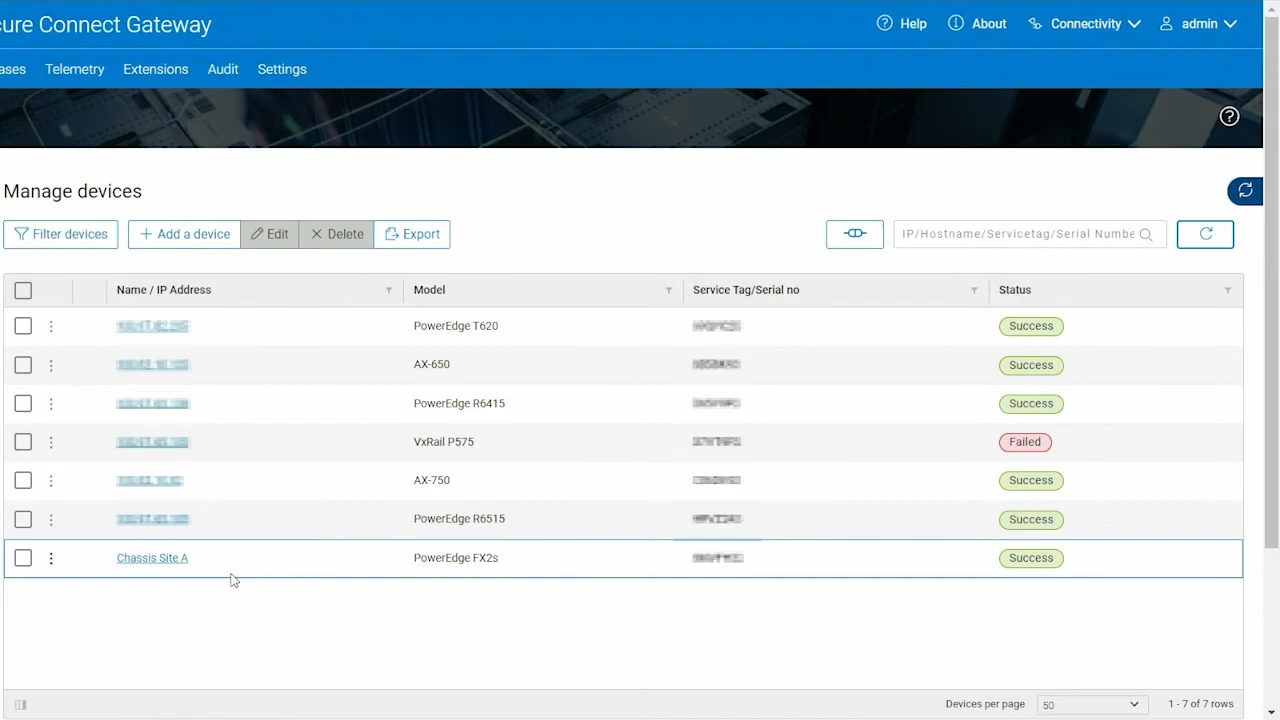 cure Connect Gateway
Help About Connectivity admin
ases Telemetry Extensions Audit Settings
Manage devices
Filter devices Add a device Edit Delete Export IP/Hostname/Servicetag/Serial Numbe
Name / IP Address Model Service Tag/Serial no Status
PowerEdge T620 Success
AX-650 Success
PowerEdge R6415 Success
VxRail P575 Failed
AX-750 Success
PowerEdge R6515 Success
Chassis Site A PowerEdge FX2s Success
Devices per page 50 1 - 7 of 7 rows